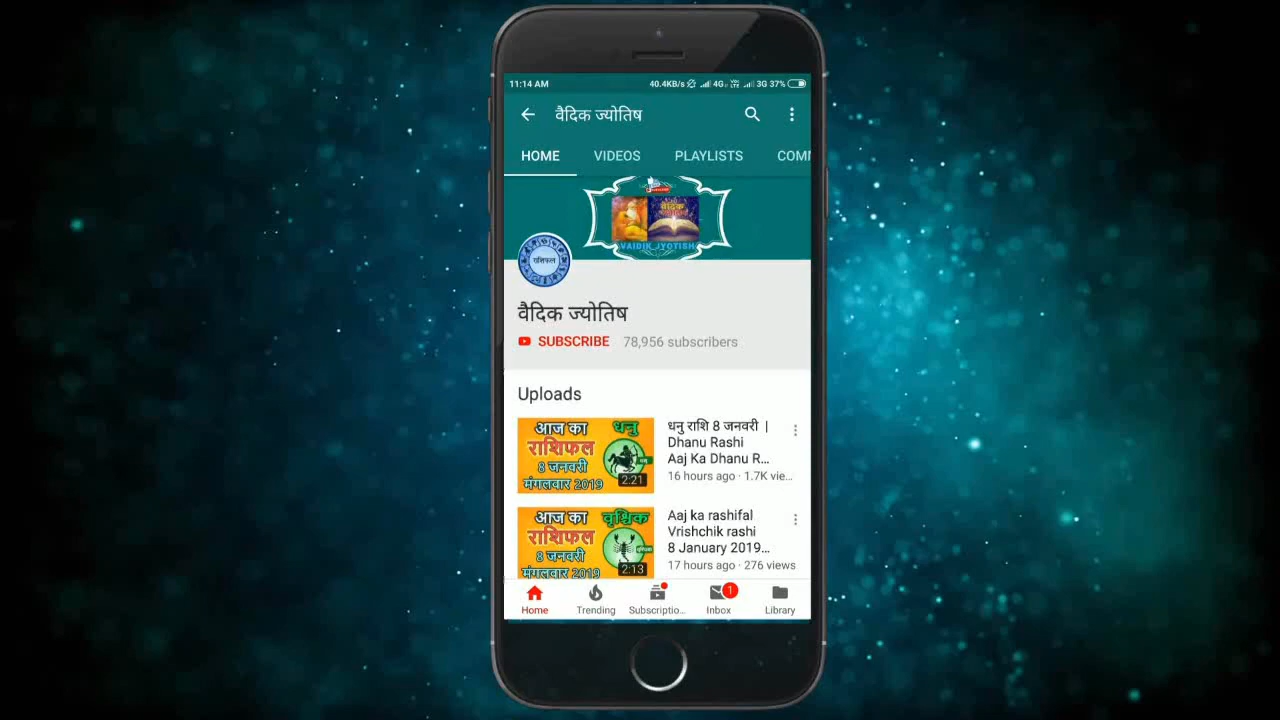 11:14 AM
40.4KB/s 4G VoLTE 3G 37%
वैदिक ज्योतिष
HOME VIDEOS PLAYLISTS COMM
वैदिक
VAIDIK JYOTISH
राशिफल
वैदिक ज्योतिष
SUBSCRIBE 78,956 subscribers
Uploads
आज का धनु
राशिफल
8 जनवरी
मंगलवार 2019
2:21
धनु राशि 8 जनवरी |
Dhanu Rashi
Aaj Ka Dhanu R...
16 hours ago · 1.7K vie...
आज का वृश्चिक
राशिफल
8 जनवरी
मंगलवार 2019
2:13
Aaj ka rashifal
Vrishchik rashi
8 January 2019...
17 hours ago · 276 views
1
Home Trending Subscriptio... Inbox Library